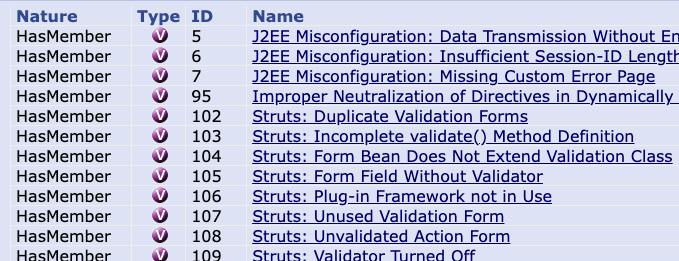 Nature Type ID Name
HasMember V 5 J2EE Misconfiguration: Data Transmission Without
HasMember V 6 J2EE Misconfiguration: Insufficient Session-ID Length
HasMember V 7 J2EE Misconfiguration: Missing Custom Error Page
HasMember V 95 Improper Neutralization of Directives in Dynamically
HasMember V 102 Struts: Duplicate Validation Forms
HasMember V 103 Struts: Incomplete validate() Method Definition
HasMember V 104 Struts: Form Bean Does Not Extend Validation Class
HasMember V 105 Struts: Form Field Without Validator
HasMember V 106 Struts: Plug-in Framework not in Use
HasMember V 107 Struts: Unused Validation Form
HasMember V 108 Struts: Unvalidated Action Form
HasMember V 109 Struts: Validator Turned Off